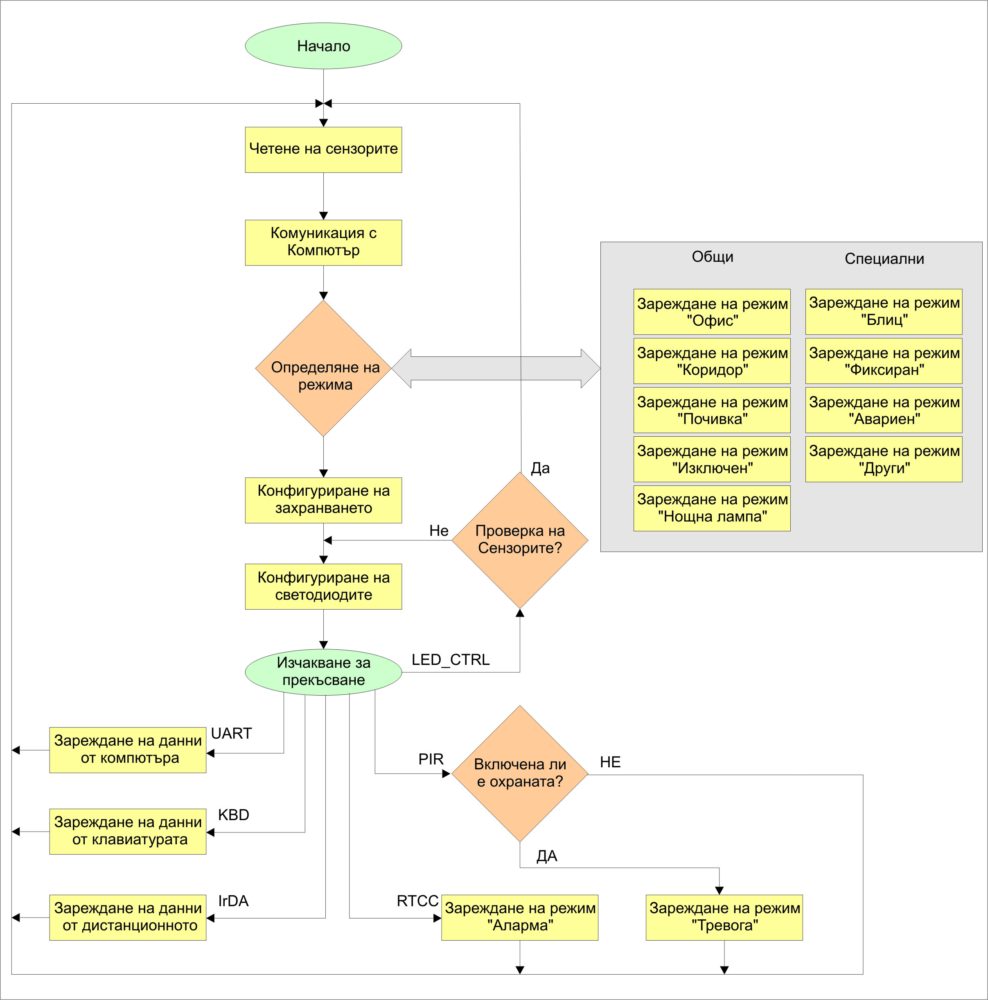 Начало
Четене на сензорите
Комуникация с
Компютър
Определяне на
режима
Общи
Специални
Зареждане на режим
"Офис"
Зареждане на режим
"Блиц"
Зареждане на режим
"Коридор"
Зареждане на режим
"Фиксиран"
Зареждане на режим
"Почивка"
Зареждане на режим
"Авариен"
Зареждане на режим
"Изключен"
Зареждане на режим
"Други"
Зареждане на режим
"Нощна лампа"
Конфигуриране на
захранването
Да
Не
Проверка на
Сензорите?
Конфигуриране на
светодиодите
Изчакване за
прекъсване
LED_CTRL
UART
Зареждане на данни
от компютъра
PIR
Включена ли
е охраната?
НЕ
KBD
Зареждане на данни
от клавиатурата
ДА
IrDA
Зареждане на данни
от дистанционното
RTCC
Зареждане на режим
"Аларма"
Зареждане на режим
"Тревога"